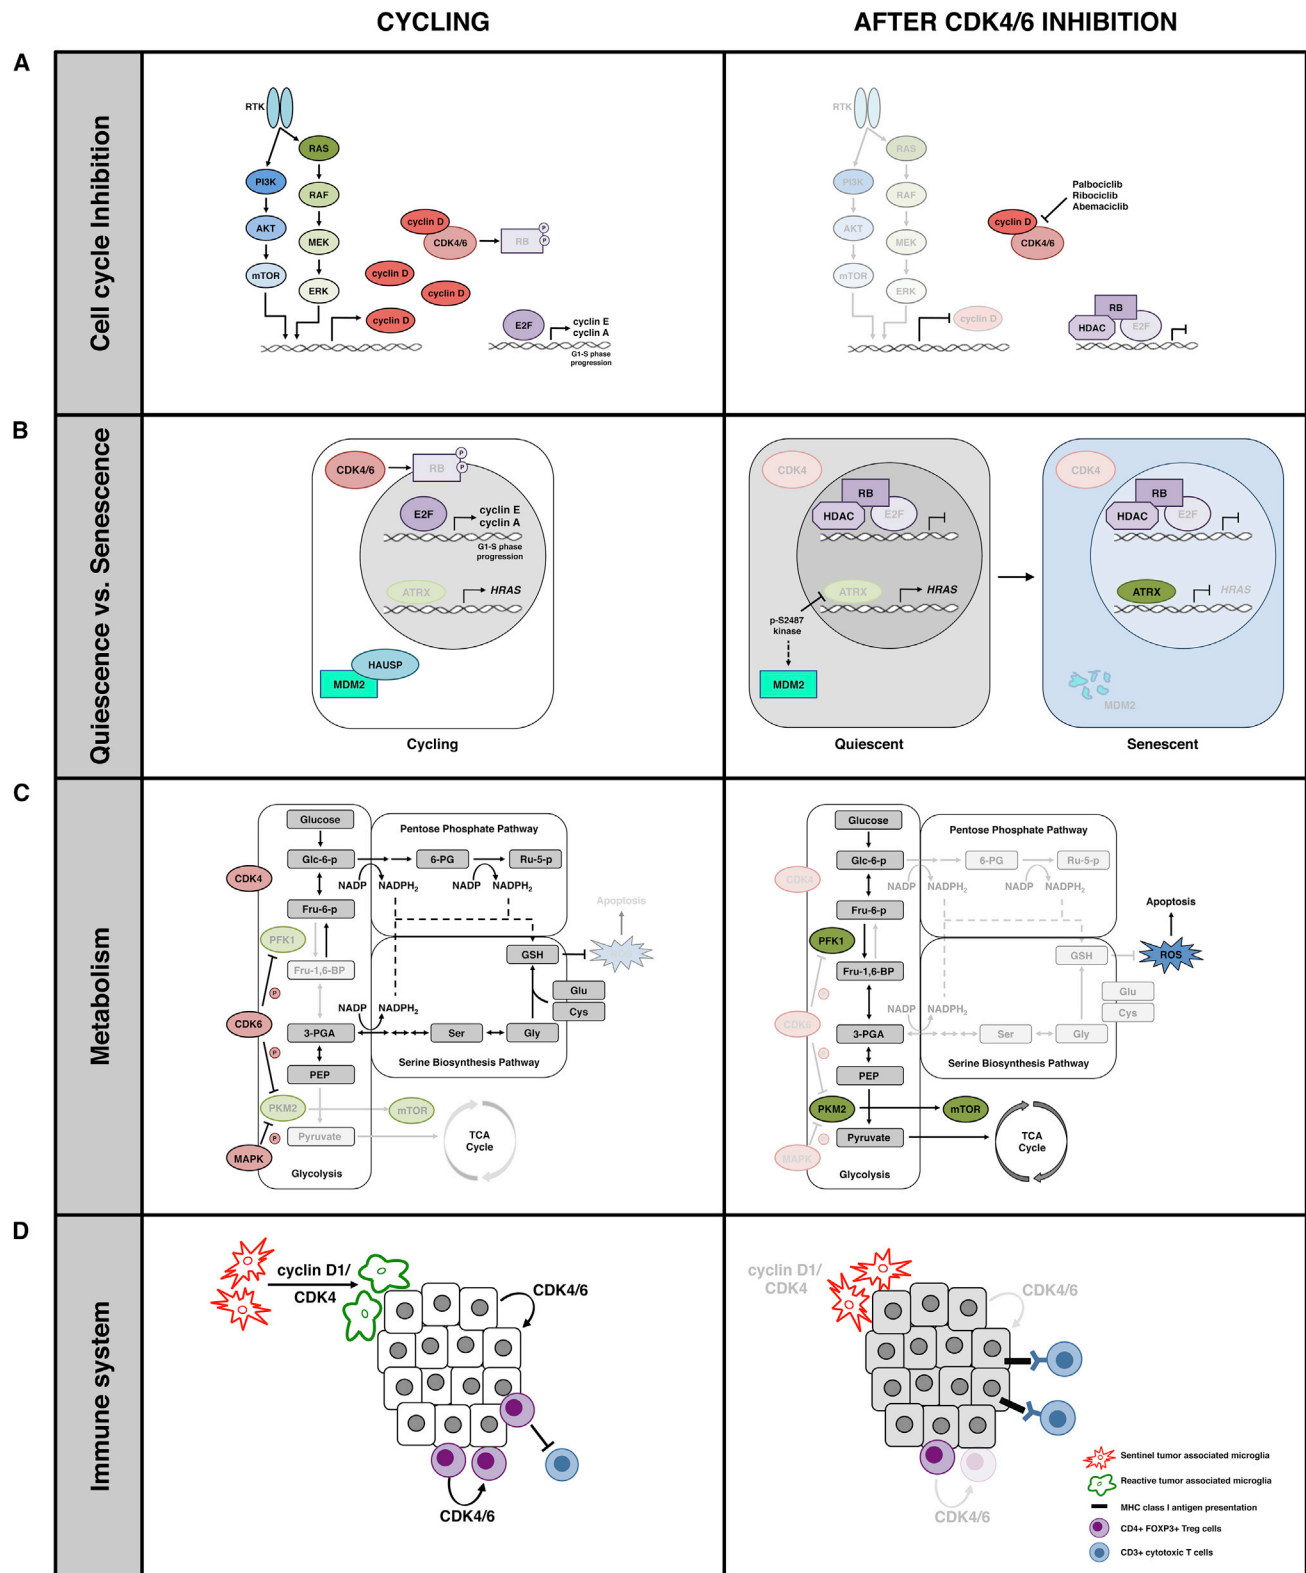 CYCLING
AFTER CDK4/6 INHIBITION
A
Cell cycle Inhibition
RTK
RAS
PI3K
RAF
AKT
MEK
mTOR
ERK
cyclin D
CDK4/6
RB
P
P
cyclin D
cyclin D
cyclin D
E2F
cyclin E
cyclin A
G1-S phase
progression
RTK
RAS
PI3K
RAF
AKT
MEK
mTOR
ERK
cyclin D
Palbociclib
Ribociclib
Abemaciclib
cyclin D
CDK4/6
RB
HDAC
E2F
B
Quiescence vs. Senescence
CDK4/6
RB
P
P
E2F
cyclin E
cyclin A
G1-S phase
progression
ATRX
HRAS
HAUSP
MDM2
Cycling
CDK4
RB
HDAC
E2F
ATRX
HRAS
p-S2487
kinase
MDM2
Quiescent
CDK4
RB
HDAC
E2F
ATRX
HRAS
MDM2
Senescent
C
Metabolism
Glucose
Pentose Phosphate Pathway
Glc-6-p
6-PG
Ru-5-p
CDK4
NADP
NADPH2
NADP
NADPH2
Fru-6-p
Apoptosis
PFK1
GSH
Fru-1,6-BP
P
Glu
NADP
NADPH2
Cys
CDK6
3-PGA
Ser
Gly
P
Serine Biosynthesis Pathway
PEP
PKM2
mTOR
P
Pyruvate
TCA
Cycle
MAPK
Glycolysis
Glucose
Pentose Phosphate Pathway
Glc-6-p
6-PG
Ru-5-p
CDK4
NADP
NADPH2
NADP
NADPH2
Fru-6-p
Apoptosis
PFK1
GSH
ROS
Fru-1,6-BP
P
Glu
NADP
NADPH2
Cys
CDK6
3-PGA
Ser
Gly
P
Serine Biosynthesis Pathway
PEP
PKM2
mTOR
P
Pyruvate
TCA
Cycle
MAPK
Glycolysis
D
Immune system
cyclin D1/
CDK4
CDK4/6
CDK4/6
cyclin D1/
CDK4
CDK4/6
CDK4/6
Sentinel tumor associated microglia
Reactive tumor associated microglia
MHC class I antigen presentation
CD4+ FOXP3+ Treg cells
CD3+ cytotoxic T cells